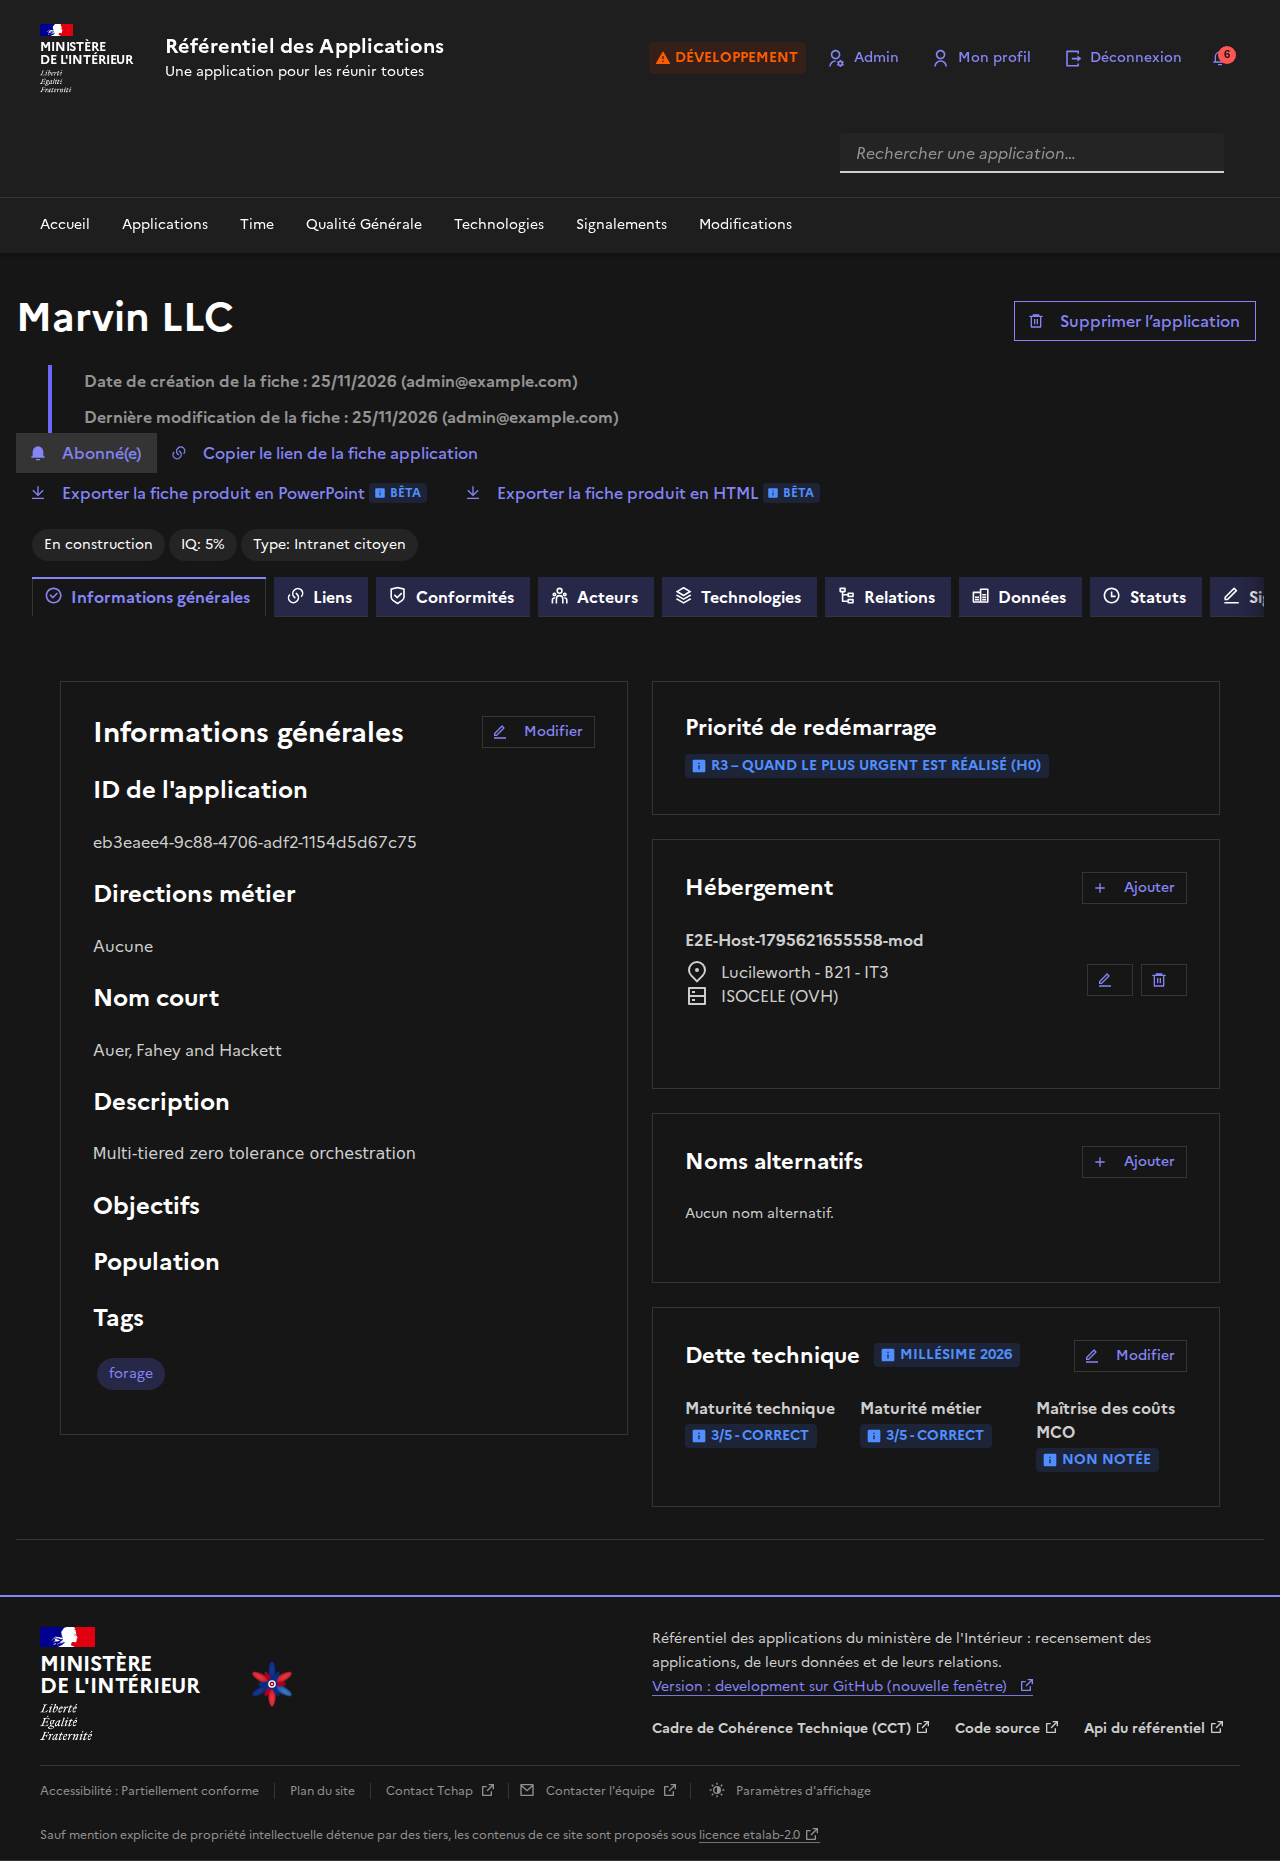 MINISTÈRE
DE L'INTÉRIEUR
Liberté
Égalité
Fraternité
Référentiel des Applications
Une application pour les réunir toutes
DÉVELOPPEMENT
Admin
Mon profil
Déconnexion
6
Rechercher une application…
Accueil
Applications
Time
Qualité Générale
Technologies
Signalements
Modifications
Marvin LLC
Supprimer l’application
Date de création de la fiche : 25/11/2026 (admin@example.com)
Dernière modification de la fiche : 25/11/2026 (admin@example.com)
Abonné(e)
Copier le lien de la fiche application
Exporter la fiche produit en PowerPoint
BÊTA
Exporter la fiche produit en HTML
BÊTA
En construction
IQ: 5%
Type: Intranet citoyen
Informations générales
Liens
Conformités
Acteurs
Technologies
Relations
Données
Statuts
Informations générales
Modifier
ID de l'application
eb3eaee4-9c88-4706-adf2-1154d5d67c75
Directions métier
Aucune
Nom court
Auer, Fahey and Hackett
Description
Multi-tiered zero tolerance orchestration
Objectifs
Population
Tags
forage
Priorité de redémarrage
R3 – QUAND LE PLUS URGENT EST RÉALISÉ (H0)
Hébergement
Ajouter
E2E-Host-1795621655558-mod
Lucileworth - B21 - IT3
ISOCELE (OVH)
Noms alternatifs
Ajouter
Aucun nom alternatif.
Dette technique
MILLÉSIME 2026
Modifier
Maturité technique
3/5 - CORRECT
Maturité métier
3/5 - CORRECT
Maîtrise des coûts
MCO
NON NOTÉE
MINISTÈRE
DE L'INTÉRIEUR
Liberté
Égalité
Fraternité
Référentiel des applications du ministère de l'Intérieur : recensement des
applications, de leurs données et de leurs relations.
Version : development sur GitHub (nouvelle fenêtre)
Cadre de Cohérence Technique (CCT)
Code source
Api du référentiel
Accessibilité : Partiellement conforme
Plan du site
Contact Tchap
Contacter l'équipe
Paramètres d'affichage
Sauf mention explicite de propriété intellectuelle détenue par des tiers, les contenus de ce site sont proposés sous licence etalab-2.0